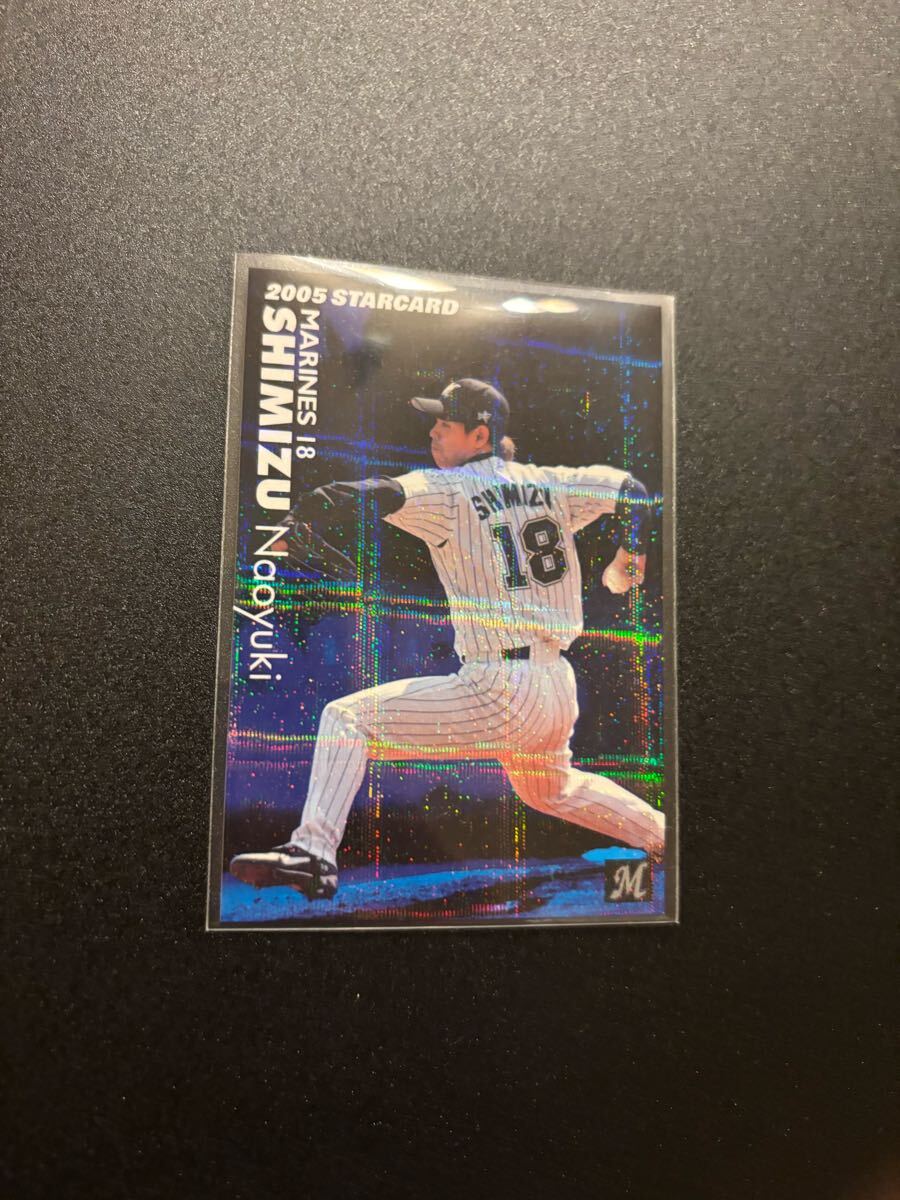 2005 STARCARD
MARINES 18
SHIMIZU Naoyuki
SHIMIZU
18
M